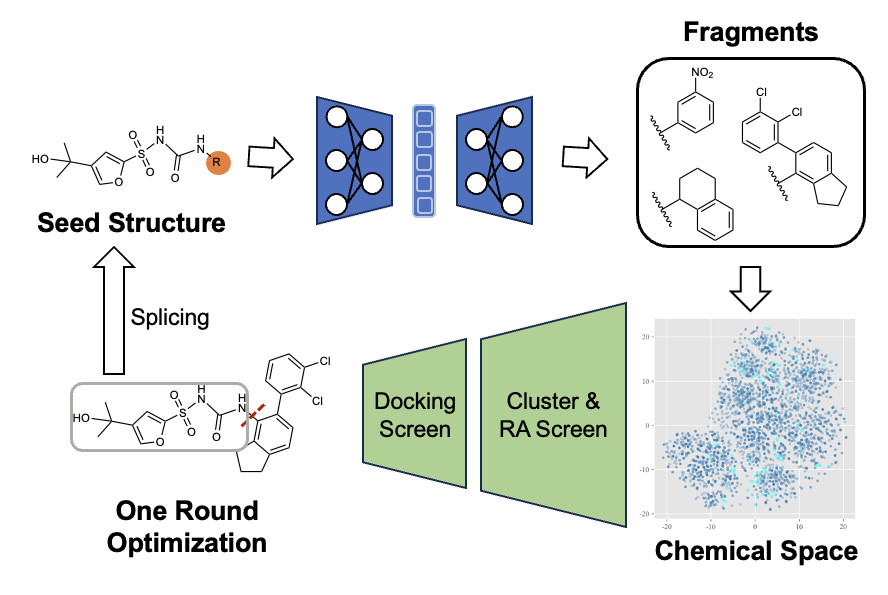 Fragments
NO2
Cl
Cl
HO
O
S
O
O
H
N
O
H
N
R
Seed Structure
Splicing
HO
O
O
S
O
H
N
O
H
N
Cl
Cl
One Round
Optimization
Docking
Screen
Cluster &
RA Screen
20
10
0
-10
-20
-20
-10
0
10
20
Chemical Space